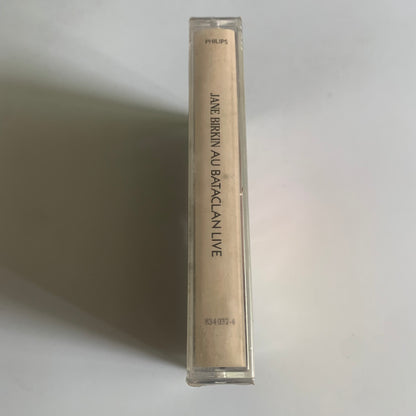 PHILIPS
JANE BIRKIN AU BATACLAN LIVE
834 032-4